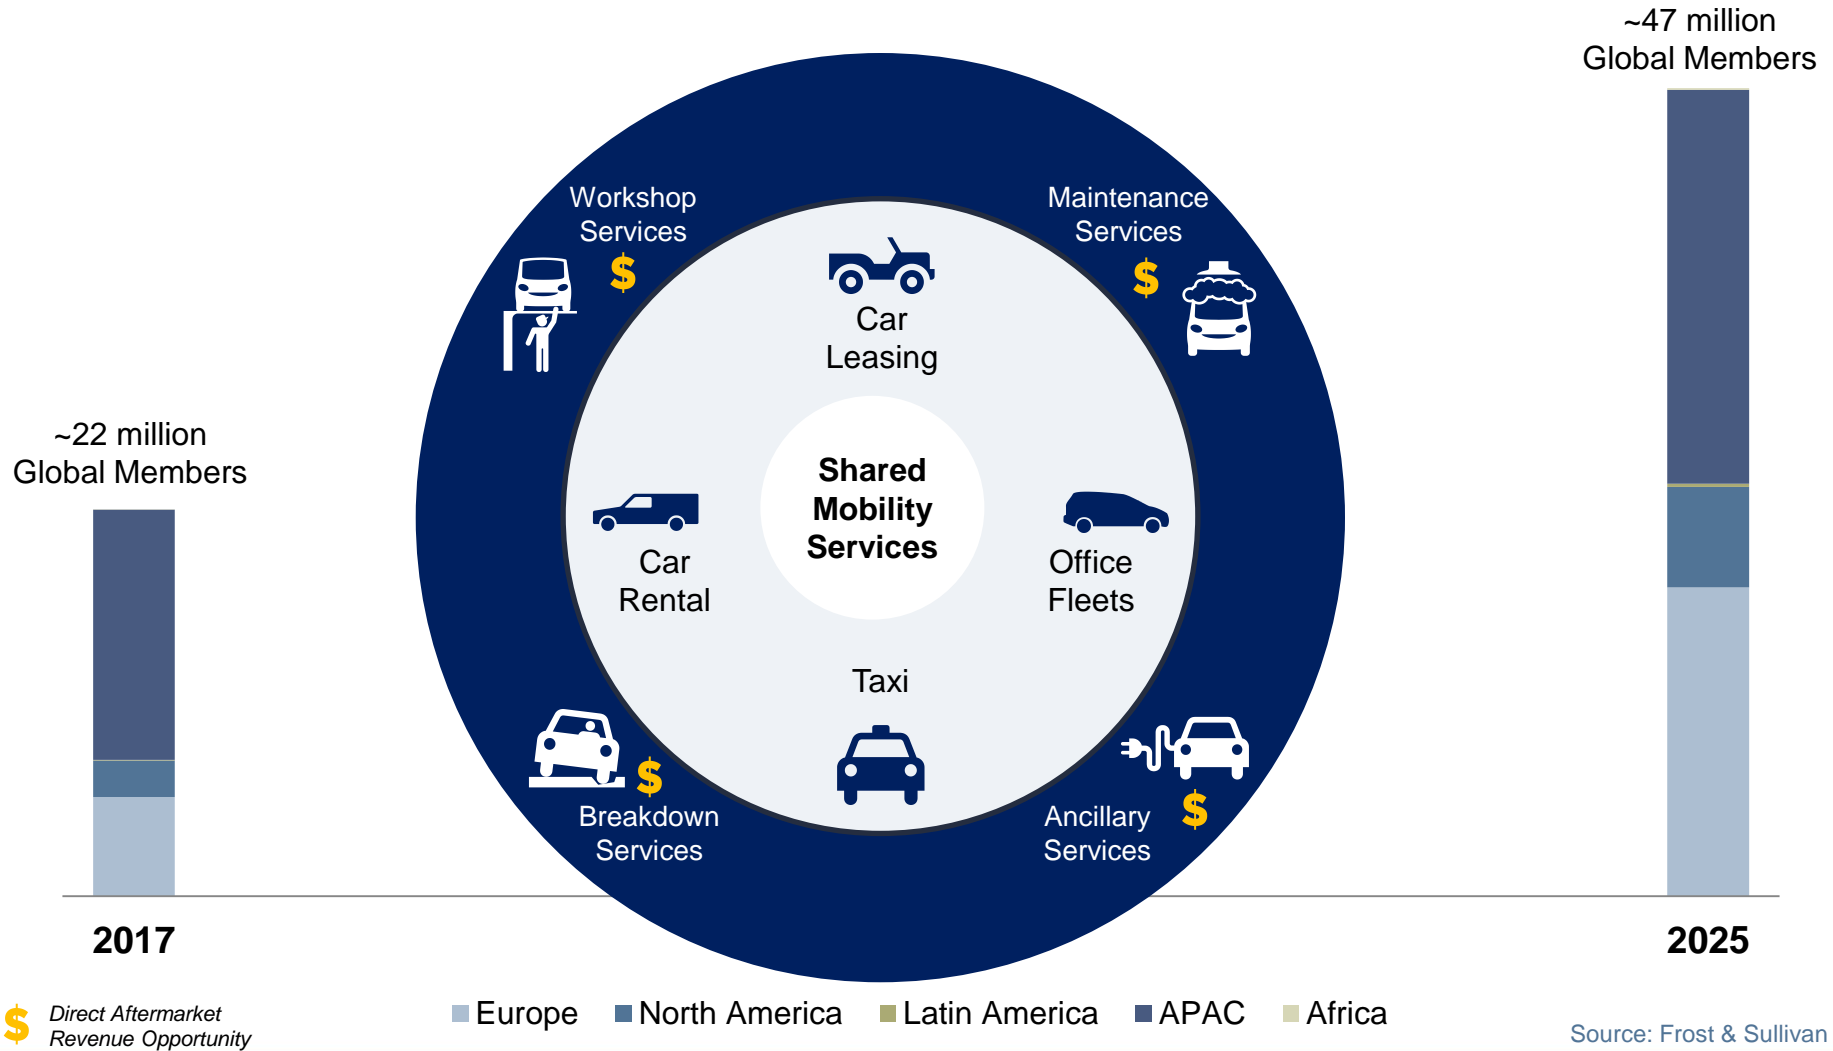 ~47 million
Global Members
Workshop
Services
$
Maintenance
Services
$
Car
Leasing
~22 million
Global Members
Shared
Mobility
Services
Car
Rental
Office
Fleets
Taxi
$
Breakdown
Services
Ancillary
Services
$
2017
2025
$ Direct Aftermarket
Revenue Opportunity
Europe
North America
Latin America
APAC
Africa
Source: Frost & Sullivan